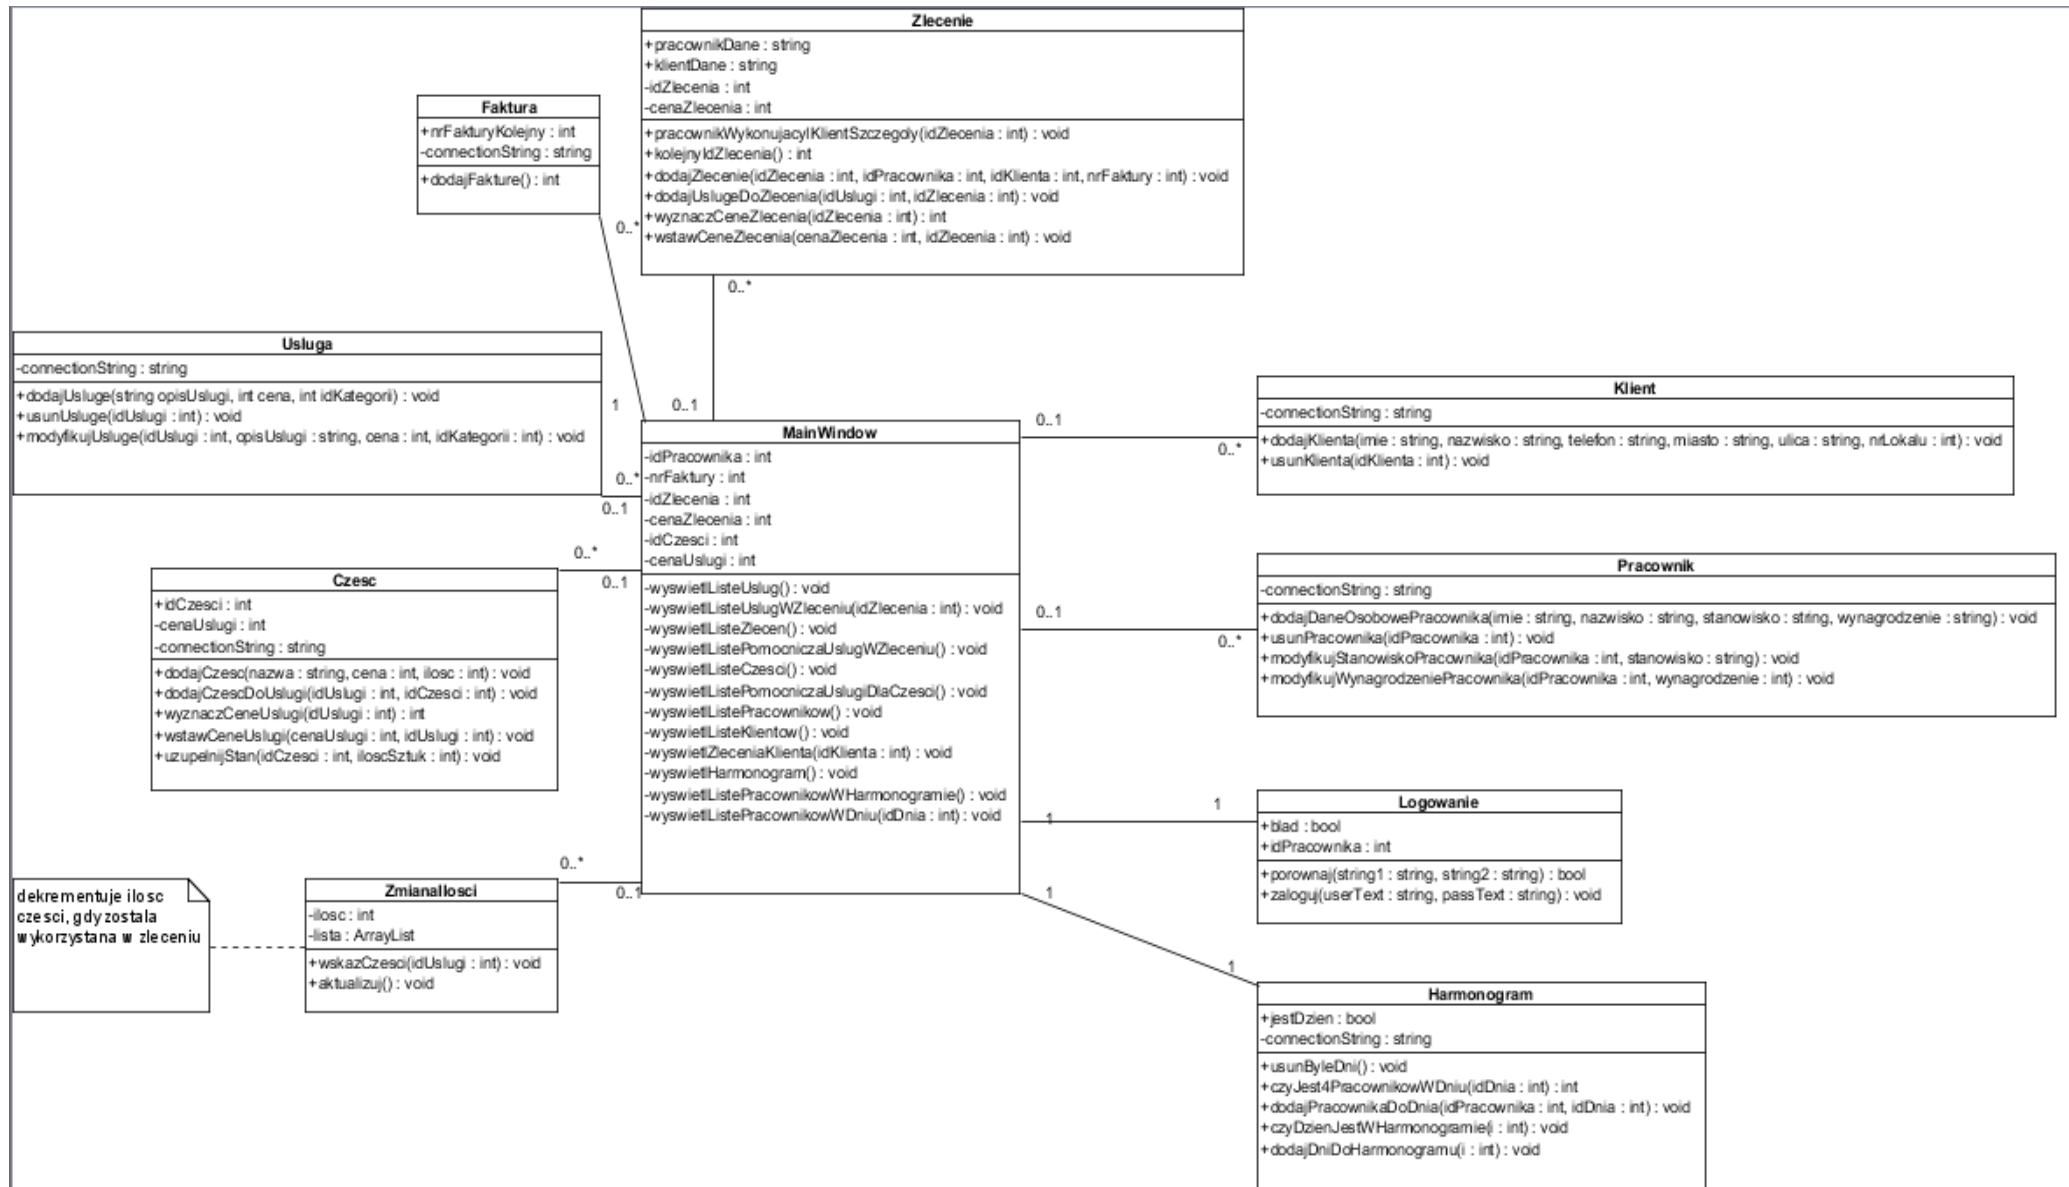 Zlecenie
+pracownikDane : string
+klientDane : string
-idZlecenia : int
-cenaZlecenia : int
+pracownikWykonujacyIKlientSzczegoly(idZlecenia : int) : void
+kolejnyIdZlecenia() : int
+dodajZlecenie(idZlecenia : int, idPracownika : int, idKlienta : int, nrFaktury : int) : void
+dodajUslugeDoZlecenia(idUslugi : int, idZlecenia : int) : void
+wyznaczCeneZlecenia(idZlecenia : int) : int
+wstawCeneZlecenia(cenaZlecenia : int, idZlecenia : int) : void
Faktura
+nrFakturyKolejny : int
-connectionString : string
+dodajFakture() : int
0..*
0..*
Usluga
-connectionString : string
+dodajUsluge(string opisUslugi, int cena, int idKategorii) : void
+usunUsluge(idUslugi : int) : void
+modyfikujUsluge(idUslugi : int, opisUslugi : string, cena : int, idKategorii : int) : void
1
0..1
0..*
0..1
MainWindow
-idPracownika : int
-nrFaktury : int
-idZlecenia : int
-cenaZlecenia : int
-idCzesci : int
-cenaUslugi : int
-wyswietlListeUslug() : void
-wyswietlListeUslugWZleceniu(idZlecenia : int) : void
-wyswietlListeZlecen() : void
-wyswietlListePomocniczaUslugWZleceniu() : void
-wyswietlListeCzesci() : void
-wyswietlListePomocniczaUslugiDlaCzesci() : void
-wyswietlListePracownikow() : void
-wyswietlListeKlientow() : void
-wyswietlZleceniaKlienta(idKlienta : int) : void
-wyswietlHarmonogram() : void
-wyswietlListePracownikowWHarmonogramie() : void
-wyswietlListePracownikowWDniu(idDnia : int) : void
0..1
0..*
Klient
-connectionString : string
+dodajKlienta(imie : string, nazwisko : string, telefon : string, miasto : string, ulica : string, nrLokalu : int) : void
+usunKlienta(idKlienta : int) : void
0..*
0..1
Czesc
+idCzesci : int
-cenaUslugi : int
-connectionString : string
+dodajCzesc(nazwa : string, cena : int, ilosc : int) : void
+dodajCzescDoUslugi(idUslugi : int, idCzesci : int) : void
+wyznaczCeneUslugi(idUslugi : int) : int
+wstawCeneUslugi(cenaUslugi : int, idUslugi : int) : void
+uzupelnijStan(idCzesci : int, iloscSztuk : int) : void
0..1
0..*
Pracownik
-connectionString : string
+dodajDaneOsobowePracownika(imie : string, nazwisko : string, stanowisko : string, wynagrodzenie : string) : void
+usunPracownika(idPracownika : int) : void
+modyfikujStanowiskoPracownika(idPracownika : int, stanowisko : string) : void
+modyfikujWynagrodzeniePracownika(idPracownika : int, wynagrodzenie : int) : void
1
1
Logowanie
+blad : bool
+idPracownika : int
+porownaj(string1 : string, string2 : string) : bool
+zaloguj(userText : string, passText : string) : void
0..*
0..1
dekrementuje ilosc
czesci, gdy zostala
wykorzystana w zleceniu
ZmianaIlosci
-ilosc : int
-lista : ArrayList
+wskazCzesci(idUslugi : int) : void
+aktualizuj() : void
1
1
Harmonogram
+jestDzien : bool
-connectionString : string
+usunByleDni() : void
+czyJest4PracownikowWDniu(idDnia : int) : int
+dodajPracownikaDoDnia(idPracownika : int, idDnia : int) : void
+czyDzienJestWHarmonogramie(i : int) : void
+dodajDniDoHarmonogramu(i : int) : void